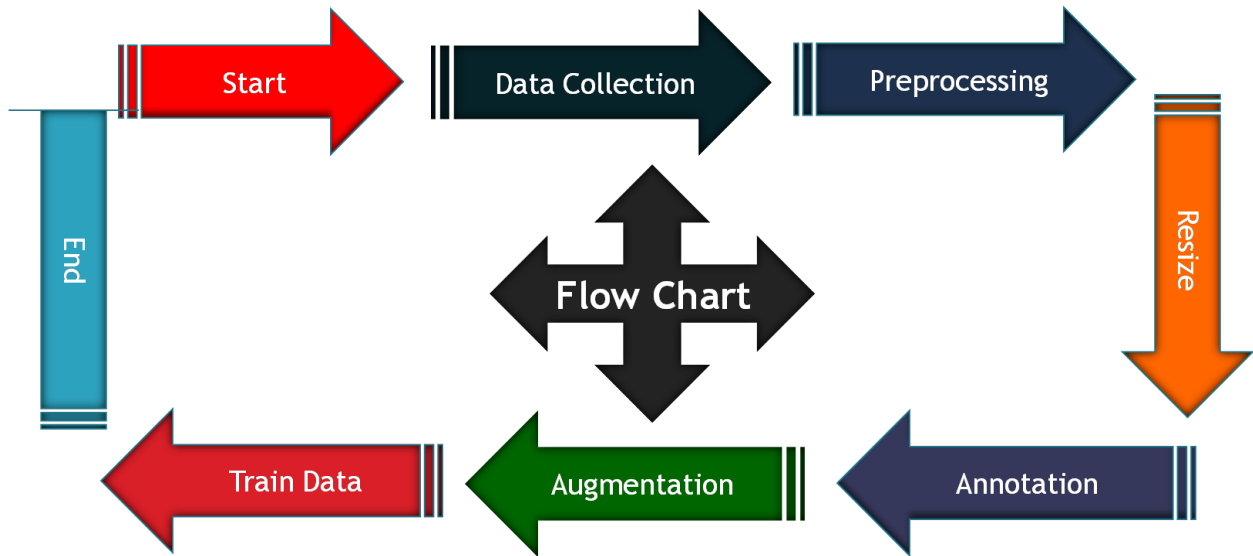 Start
Data Collection
Preprocessing
Resize
Flow Chart
End
Annotation
Augmentation
Train Data